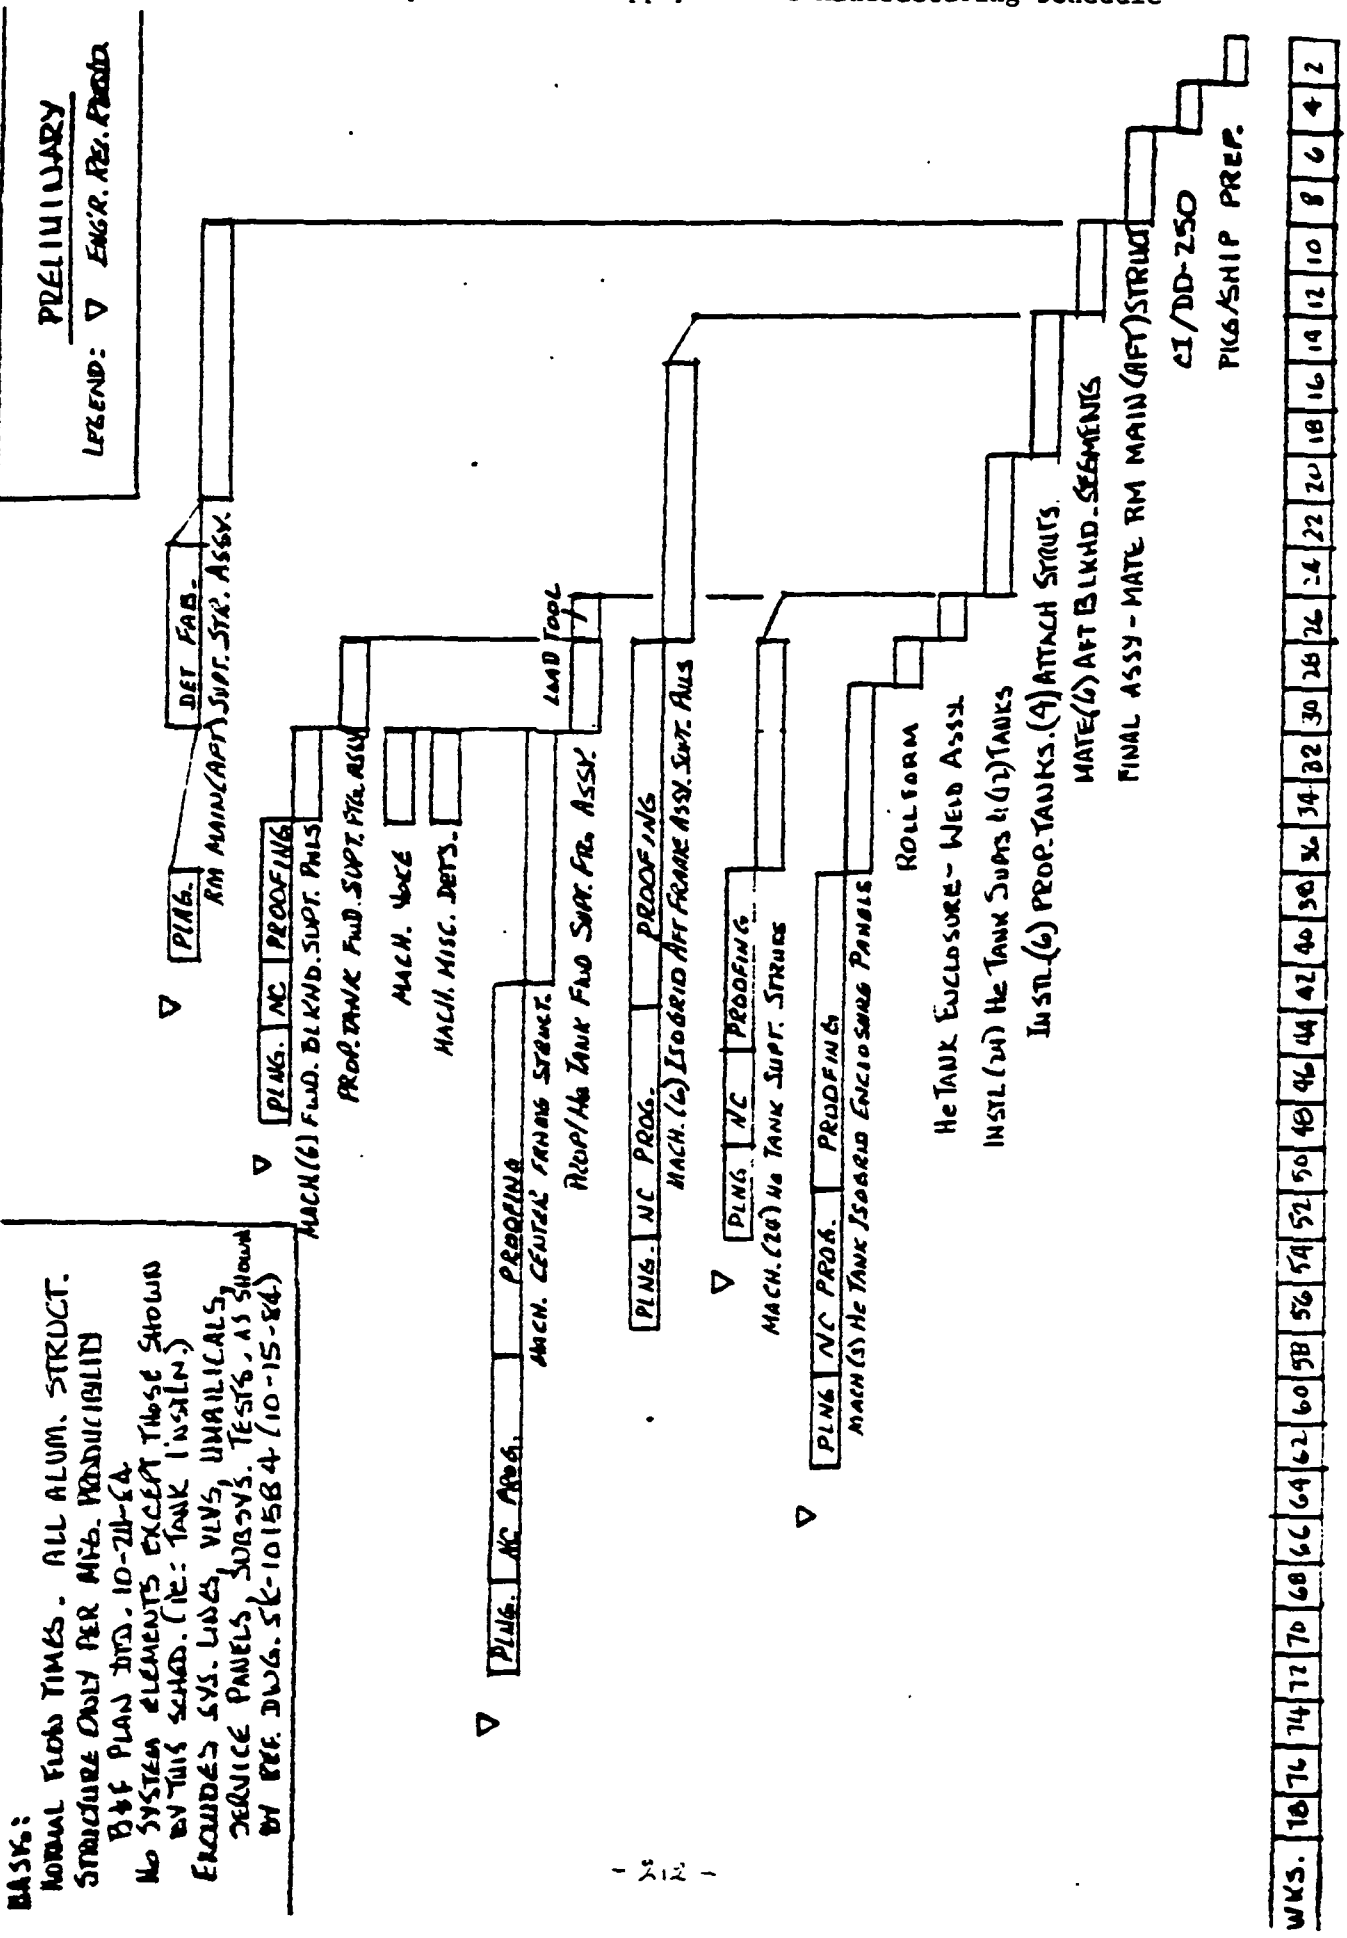 Manufacturing Schedule
PRELIMINARY
LEGEND: ▽ ENGR. REL.
BASIS:
NORMAL FLOW TIMES. ALL ALUM. STRUCT.
STRUCTURE ONLY PER MFG. PRODUCIBILITY
B&F PLAN DTD. 10-24-84
NO SYSTEM ELEMENTS EXCEPT THOSE SHOWN
BY THIS SCHED. (IE: TANK INSTLN.)
EXCLUDES SYS. LINES, VLVS, UMBILICALS,
SERVICE PANELS, SUBSYS. TESTS, AS SHOWN
BY REF. DWG. SK-101584 (10-15-84)
PLNG. DET FAB.
RM MAIN (AFT) SUPT. STR. ASSY.
PLNG. NC PROOFING
MACH (6) FWD. BLKHD. SUPT. PNLS
PROP. TANK FWD. SUPT. FTG. ASSY
MACH. YOKE
MACH. MISC. DETS.
PLNG. NC PROG. PROOFING
MACH. CENTER FRAME STRUCT.
LOAD TOOL
PROP/He TANK FWD SUPT. FR. ASSY.
PLNG. NC PROG. PROOFING
MACH. (6) ISOGRID AFT FRAME ASSY. SUPT. PNLS
PLNG NC PROOFING
MACH. (24) He TANK SUPT. STRUTS
PLNG NC PROG. PROOFING
MACH (3) He TANK ISOGRID ENCLOSURE PANELS
ROLL FORM
He TANK ENCLOSURE - WELD ASSY.
INSTL (24) He TANK SUPTS & (12) TANKS
INSTL. (6) PROP. TANKS. (4) ATTACH STRUTS.
MATE (6) AFT BLKHD. SEGMENTS
FINAL ASSY - MATE RM MAIN (AFT) STRUCT
CI/DD-250
PKG/SHIP PREP.
WKS. 78 76 74 72 70 68 66 64 62 60 58 56 54 52 50 48 46 44 42 40 38 36 34 32 30 28 26 24 22 20 18 16 14 12 10 8 6 4 2
- 212 -